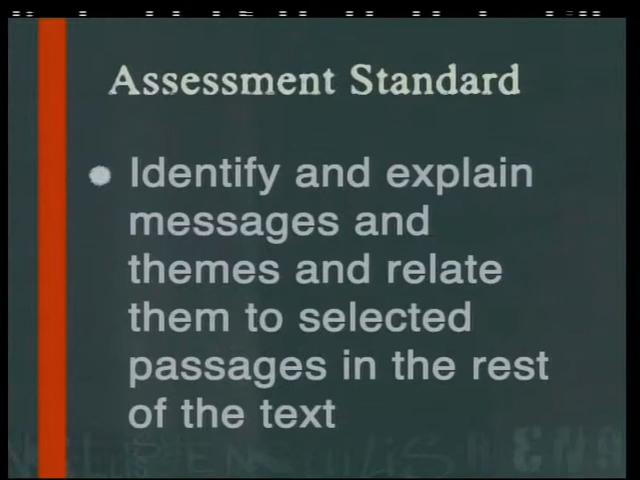 Assessment Standard
Identify and explain
messages and
themes and relate
them to selected
passages in the rest
of the text